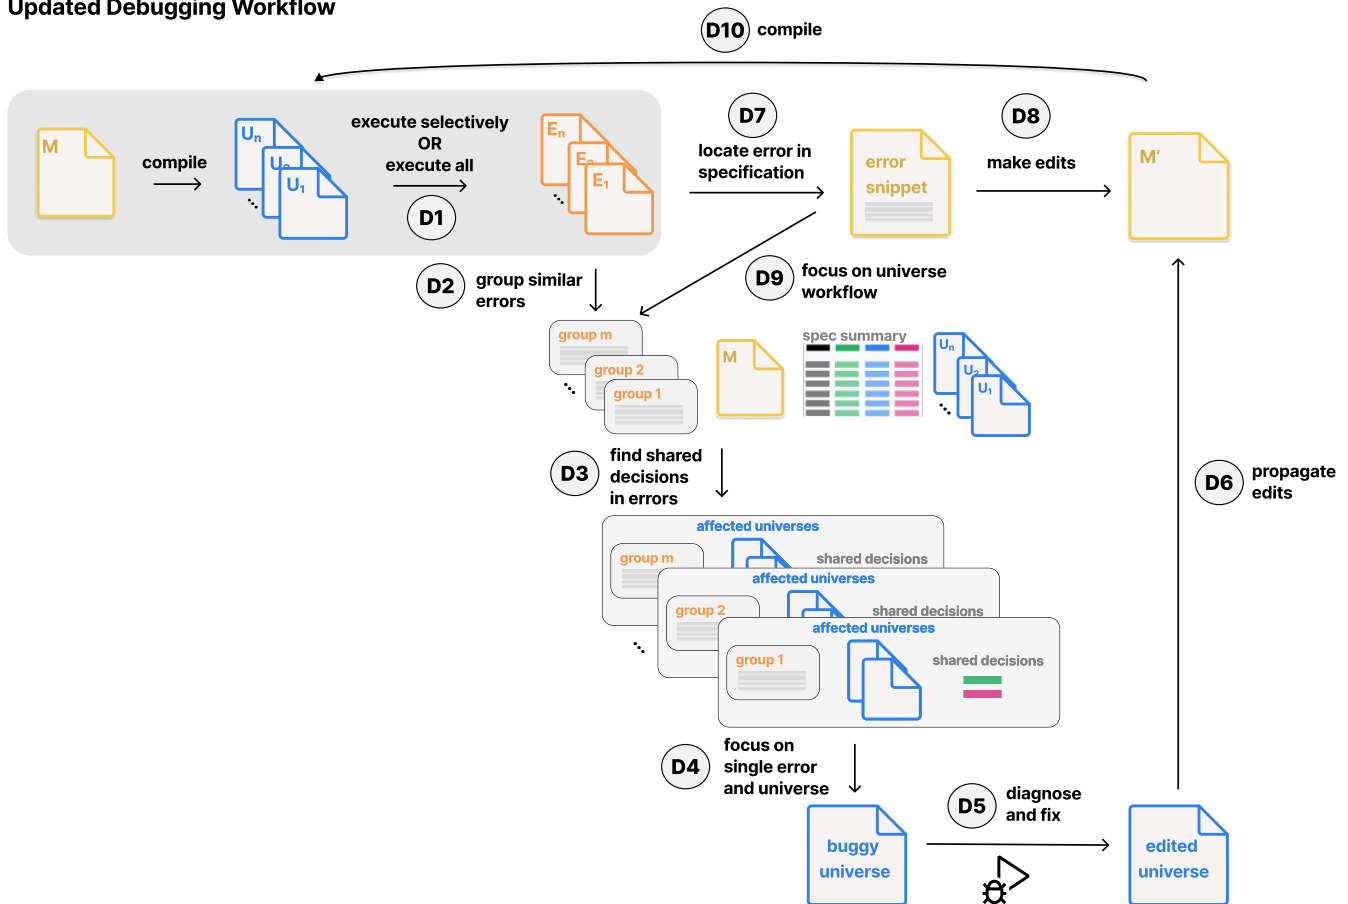 Updated Debugging Workflow
D10 compile
M
compile
Un
U2
U1
execute selectively
OR
execute all
D1
En
E2
E1
D7
locate error in
specification
error
snippet
D8
make edits
M′
D2
group similar
errors
D9
focus on universe
workflow
group m
group 2
group 1
M
spec summary
Un
U2
U1
D3
find shared
decisions
in errors
D6
propagate
edits
affected universes
group m
shared decisions
affected universes
group 2
shared decisions
affected universes
group 1
shared decisions
D4
focus on
single error
and universe
D5
diagnose
and fix
buggy
universe
edited
universe